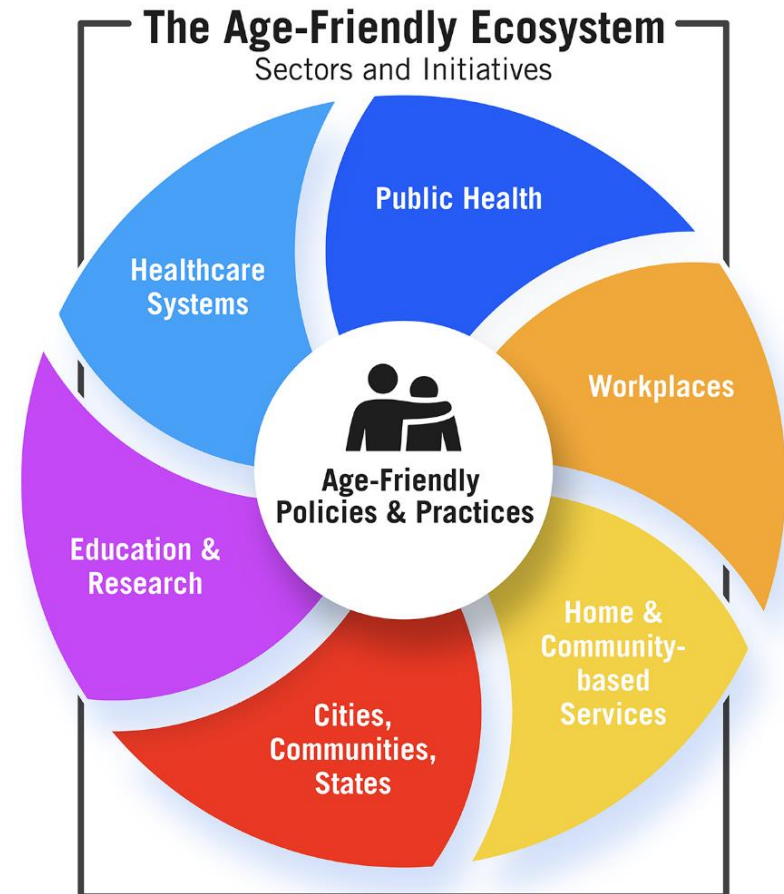 The Age-Friendly Ecosystem
Sectors and Initiatives
Public Health
Healthcare
Systems
Workplaces
Age-Friendly
Policies & Practices
Education &
Research
Home &
Community-
based
Services
Cities,
Communities,
States